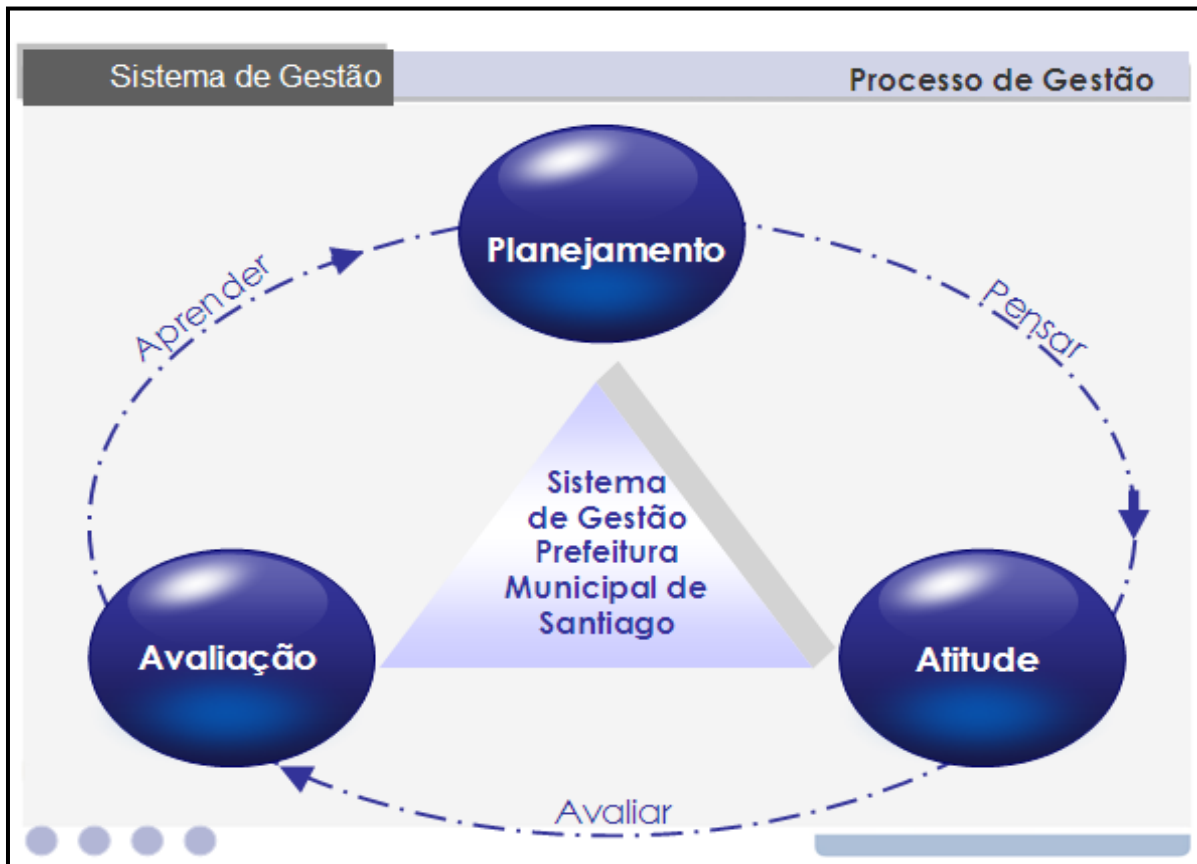 Sistema de Gestão
Processo de Gestão
Planejamento
Aprender
Pensar
Sistema
de Gestão
Prefeitura
Municipal de
Santiago
Avaliação
Atitude
Avaliar